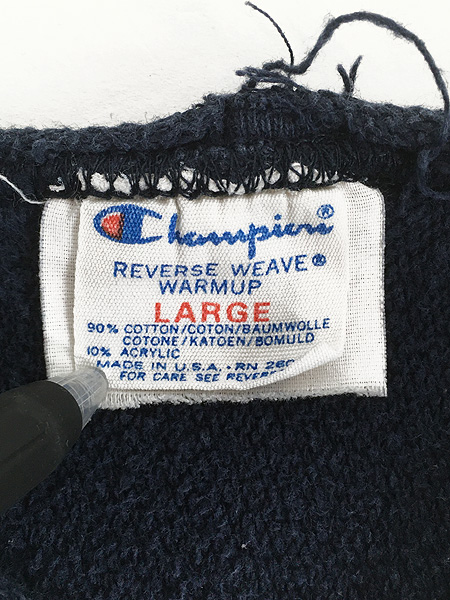 Champion®
REVERSE WEAVE®
WARMUP
LARGE
90% COTTON/COTON/BAUMWOLLE
COTONE/KATOEN/BOMULD
10% ACRYLIC
MADE IN U.S.A. · RN
FOR CARE SEE